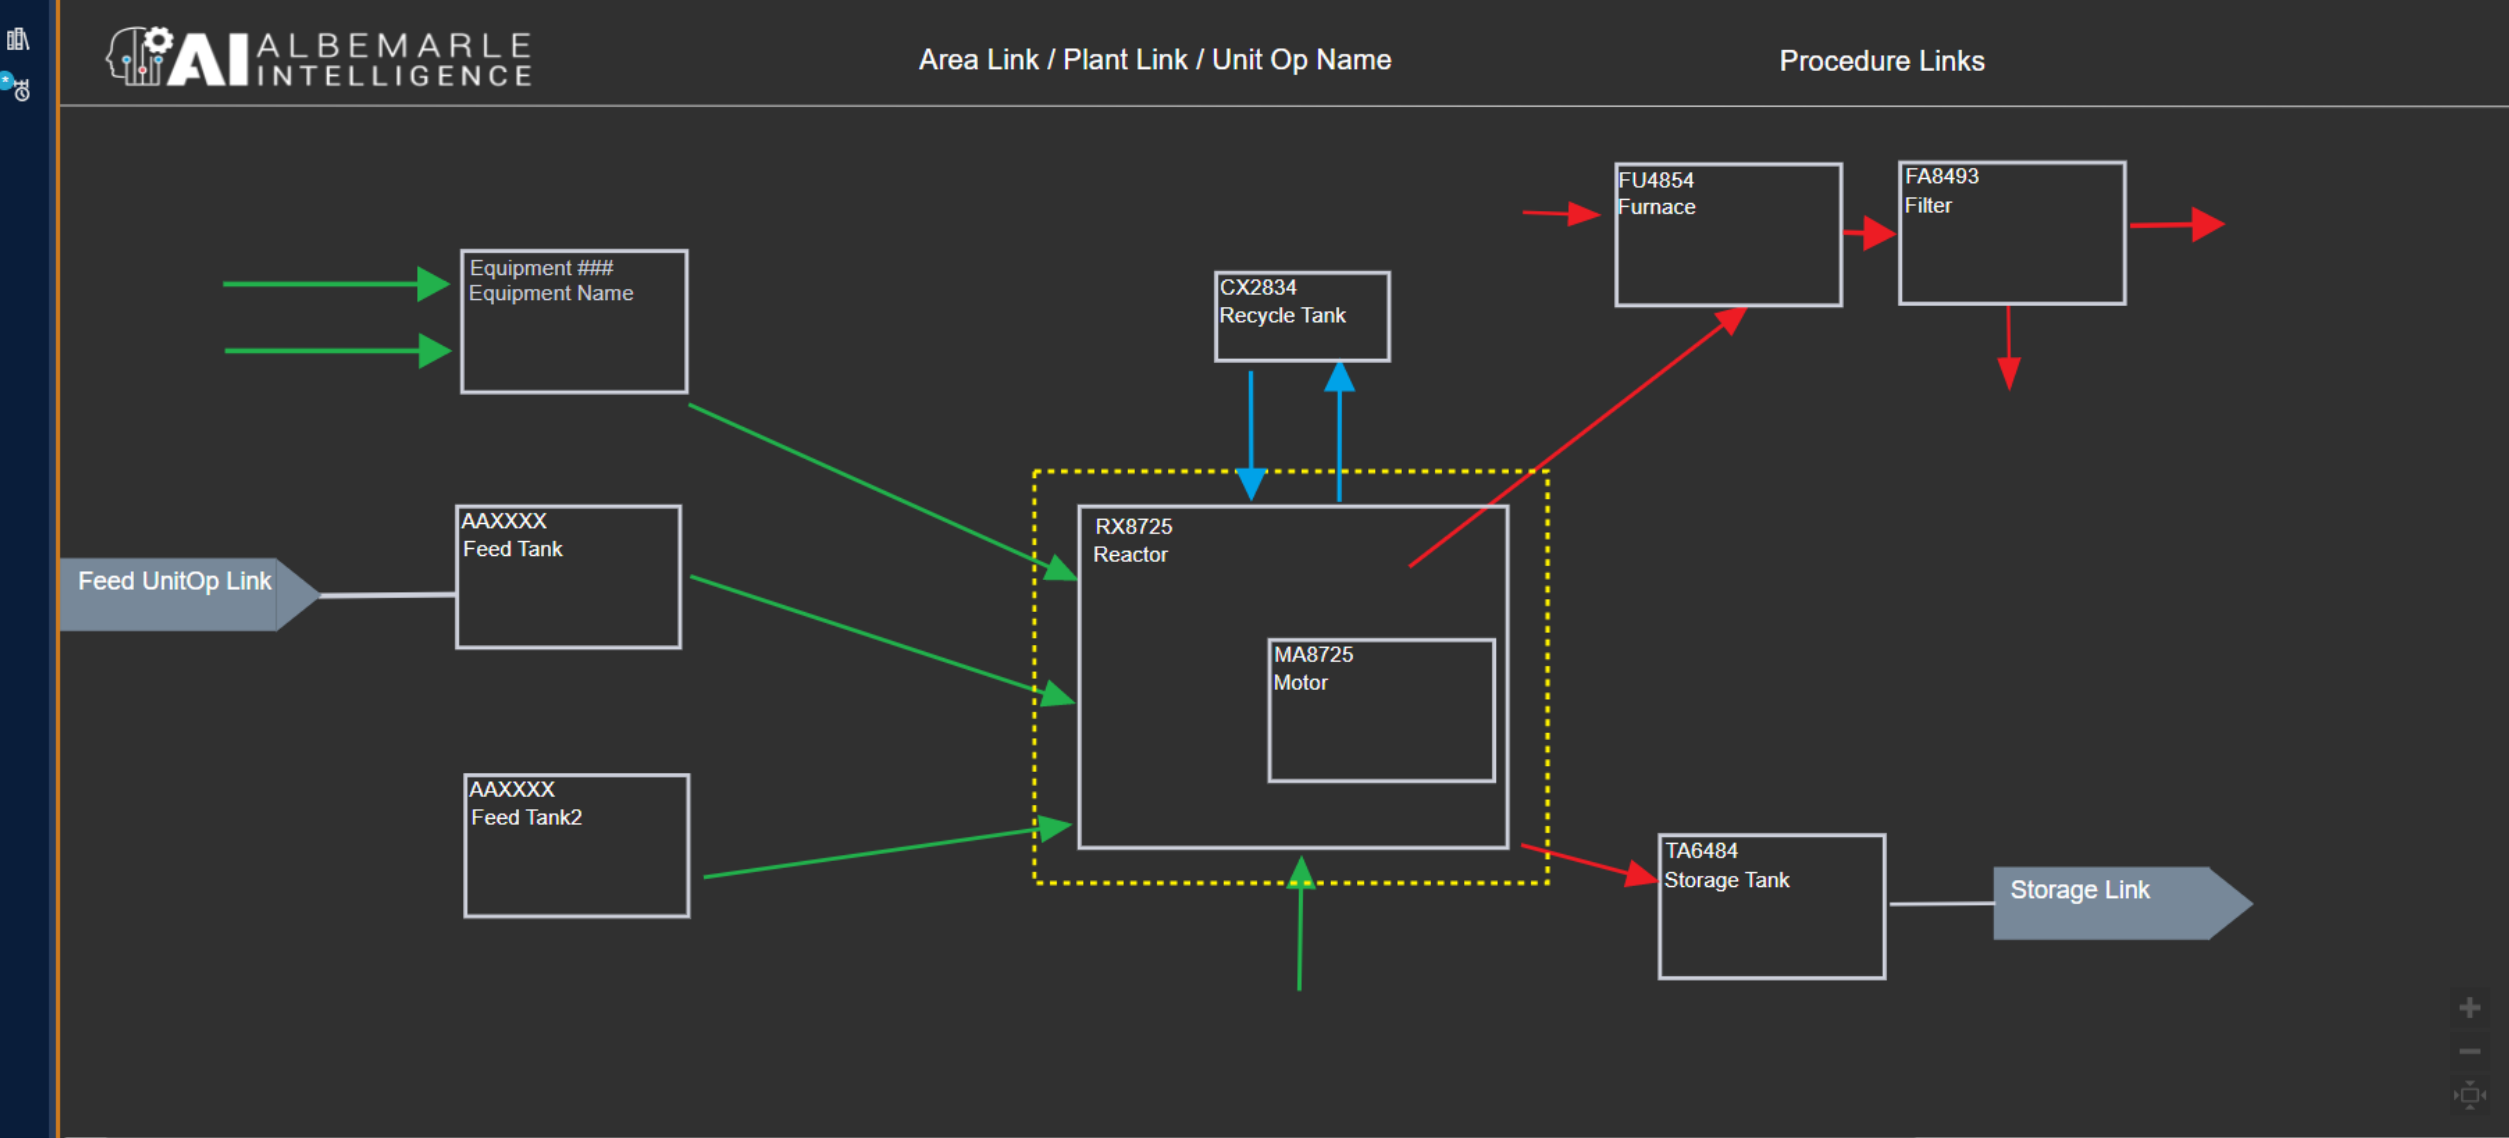 AI ALBEMARLE
INTELLIGENCE
Area Link / Plant Link / Unit Op Name
Procedure Links
FU4854
Furnace
FA8493
Filter
Equipment ###
Equipment Name
CX2834
Recycle Tank
AAXXXX
Feed Tank
RX8725
Reactor
Feed UnitOp Link
MA8725
Motor
AAXXXX
Feed Tank2
TA6484
Storage Tank
Storage Link